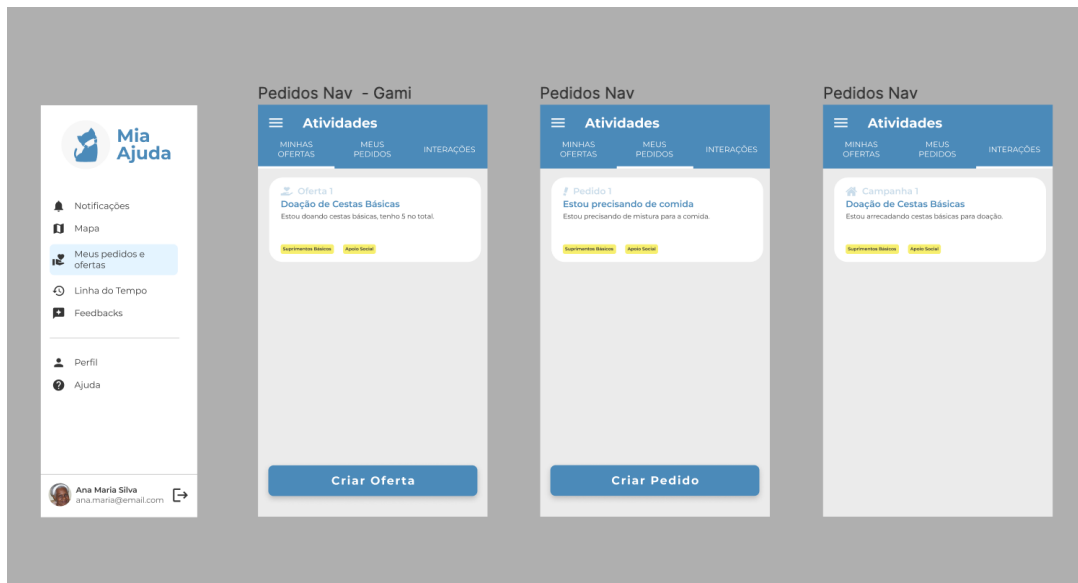 Mia
Ajuda
Notificações
Mapa
Meus pedidos e
ofertas
Linha do Tempo
Feedbacks
Perfil
Ajuda
Ana Maria Silva
ana.maria@email.com
Pedidos Nav - Gami
Atividades
MINHAS
OFERTAS
MEUS
PEDIDOS
INTERAÇÕES
Oferta 1
Doação de Cestas Básicas
Estou doando cestas básicas, tenho 5 no total.
Suprimentos Básicos
Apoio Social
Criar Oferta
Pedidos Nav
Atividades
MINHAS
OFERTAS
MEUS
PEDIDOS
INTERAÇÕES
Pedido 1
Estou precisando de comida
Estou precisando de mistura para a comida.
Suprimentos Básicos
Apoio Social
Criar Pedido
Pedidos Nav
Atividades
MINHAS
OFERTAS
MEUS
PEDIDOS
INTERAÇÕES
Campanha 1
Doação de Cestas Básicas
Estou arrecadando cestas básicas para doação.
Suprimentos Básicos
Apoio Social